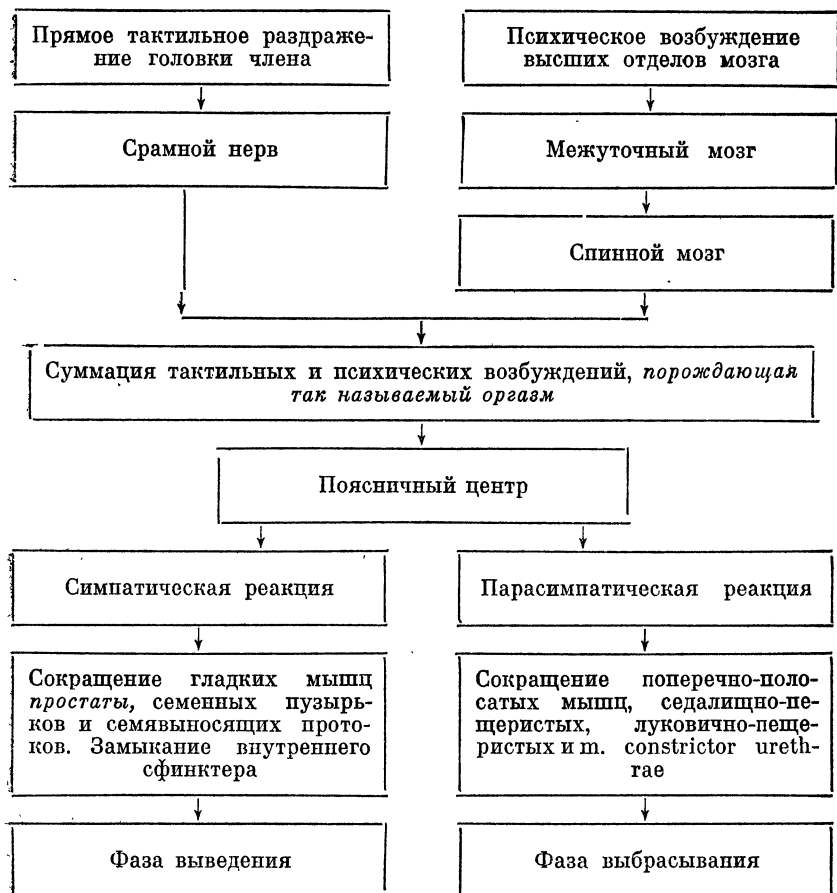 Прямое тактильное раздраже-
ние головки члена
Психическое возбуждение
высших отделов мозга
Срамной нерв
Межуточный мозг
Спинной мозг
Суммация тактильных и психических возбуждений, порождающая
так называемый оргазм
Поясничный центр
Симпатическая реакция
Парасимпатическая реакция
Сокращение гладких мышц
простаты, семенных пузырь-
ков и семявыносящих прото-
ков. Замыкание внутреннего
сфинктера
Сокращение поперечно-поло-
сатых мышц, седалищно-пе-
щеристых, луковично-пеще-
ристых и m. constrictor ureth-
rae
Фаза выведения
Фаза выбрасывания